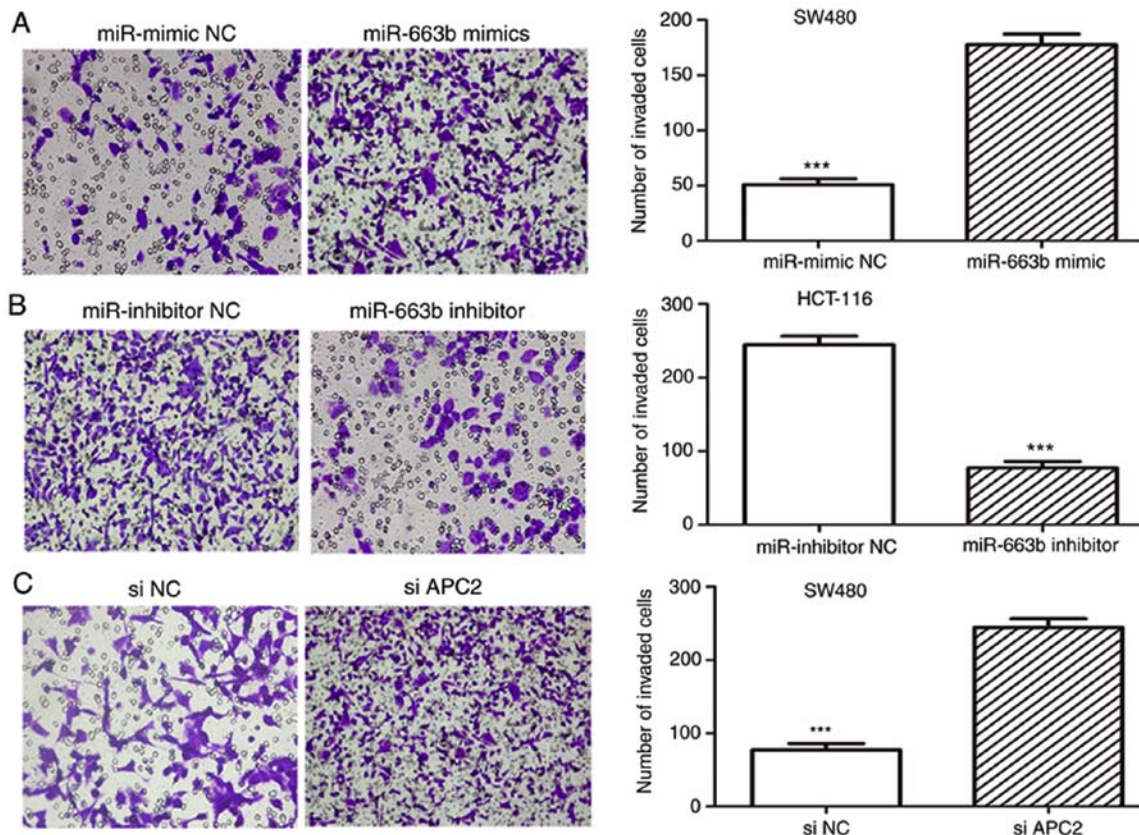 A
miR-mimic NC
miR-663b mimics
SW480
Number of invaded cells
200
150
100
50
0
***
miR-mimic NC
miR-663b mimic
B
miR-inhibitor NC
miR-663b inhibitor
HCT-116
Number of invaded cells
300
200
100
0
***
miR-inhibitor NC
miR-663b inhibitor
C
si NC
si APC2
SW480
Number of invaded cells
300
200
100
0
***
si NC
si APC2